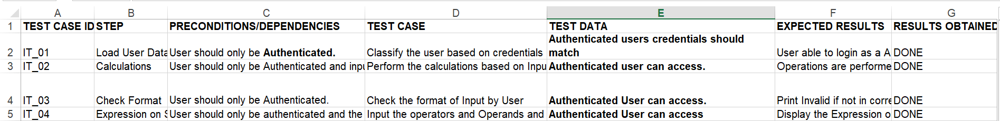 A B C D E F G
1 TEST CASE ID STEP PRECONDITIONS/DEPENDENCIES TEST CASE TEST DATA EXPECTED RESULTS RESULTS OBTAINED
Authenticated users credentials should
2 IT_01 Load User Data User should only be Authenticated. Classify the user based on credentials match User able to login as a A DONE
3 IT_02 Calculations User should only be Authenticated and inpu Perform the calculations based on Inpu Authenticated user can access. Operations are performe DONE
4 IT_03 Check Format User should only be Authenticated. Check the format of Input by User Authenticated User can access. Print Invalid if not in corre DONE
5 IT_04 Expression on S User should only be authenticated and the Input the operators and Operands and Authenticated User can access Display the Expression o DONE